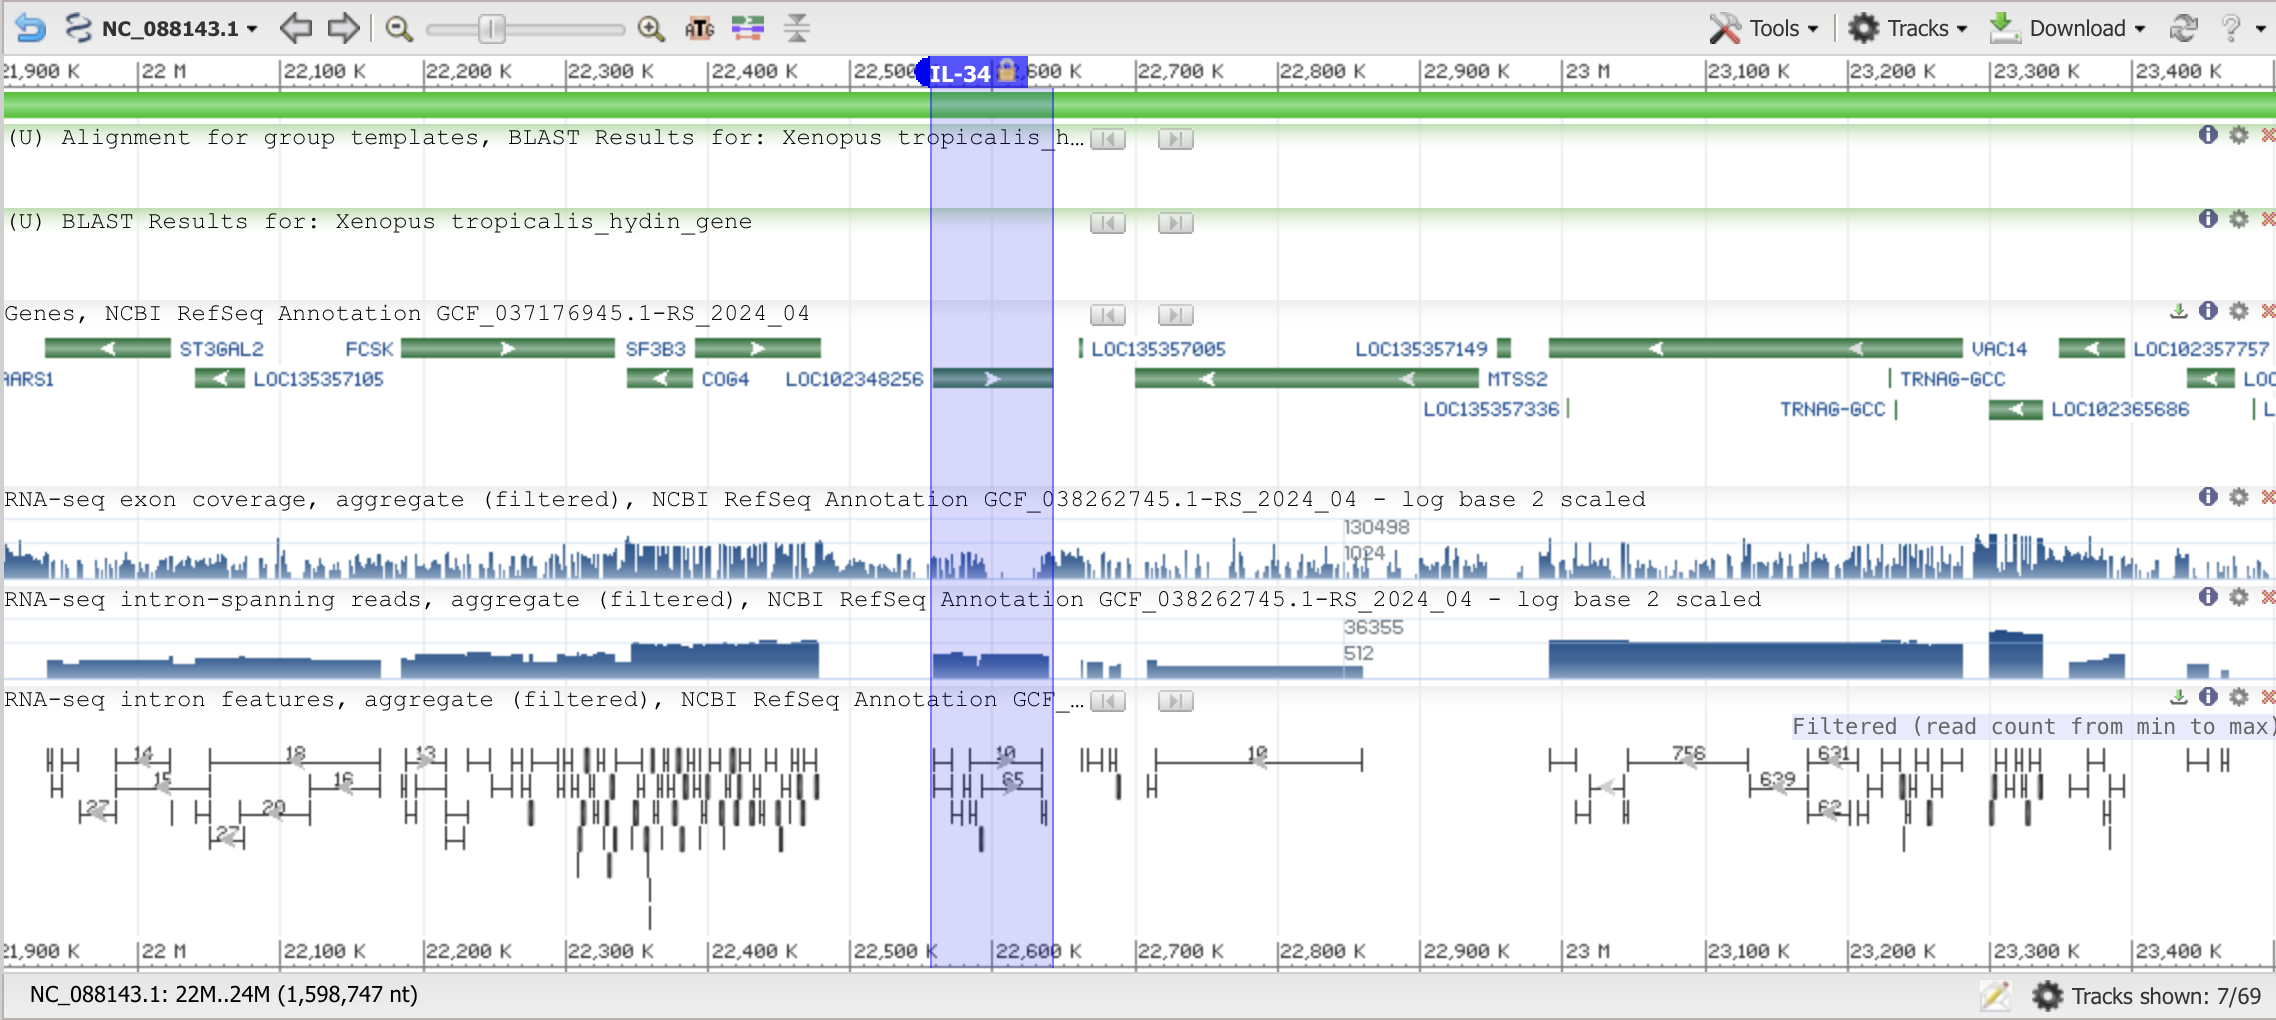 NC_088143.1 Tools Tracks Download ?
21,900 K 22 M 22,100 K 22,200 K 22,300 K 22,400 K 22,500 IL-34 22,600 K 22,700 K 22,800 K 22,900 K 23 M 23,100 K 23,200 K 23,300 K 23,400 K
(U) Alignment for group templates, BLAST Results for: Xenopus tropicalis_h…
(U) BLAST Results for: Xenopus tropicalis_hydin_gene
Genes, NCBI RefSeq Annotation GCF_037176945.1-RS_2024_04
ST3GAL2 FCSK SF3B3 LOC135357005 LOC135357149 VAC14 LOC102357757
AARS1 LOC135357105 COG4 LOC102348256 MTSS2 TRNAG-GCC LOC
LOC135357336 TRNAG-GCC LOC102365686 L
RNA-seq exon coverage, aggregate (filtered), NCBI RefSeq Annotation GCF_038262745.1-RS_2024_04 - log base 2 scaled
130498
1024
RNA-seq intron-spanning reads, aggregate (filtered), NCBI RefSeq Annotation GCF_038262745.1-RS_2024_04 - log base 2 scaled
36355
512
RNA-seq intron features, aggregate (filtered), NCBI RefSeq Annotation GCF_…
Filtered (read count from min to max)
14 18 13 10 10 756 631
15 16 65 639
27 20 62
27
21,900 K 22 M 22,100 K 22,200 K 22,300 K 22,400 K 22,500 K 22,600 K 22,700 K 22,800 K 22,900 K 23 M 23,100 K 23,200 K 23,300 K 23,400 K
NC_088143.1: 22M..24M (1,598,747 nt) Tracks shown: 7/69